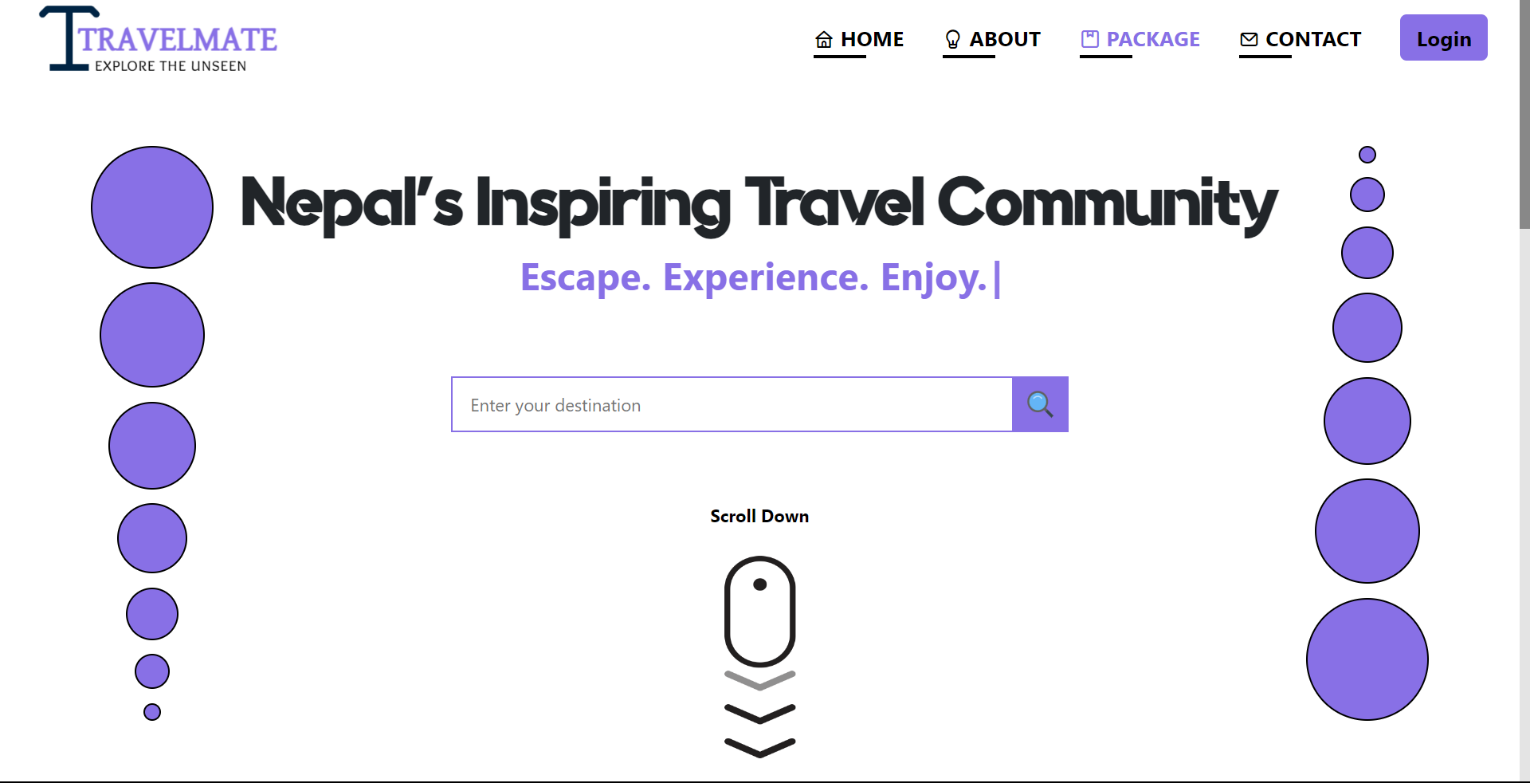 TRAVELMATE
EXPLORE THE UNSEEN
HOME
ABOUT
PACKAGE
CONTACT
Login
Nepal's Inspiring Travel Community
Escape. Experience. Enjoy.|
Enter your destination
Scroll Down